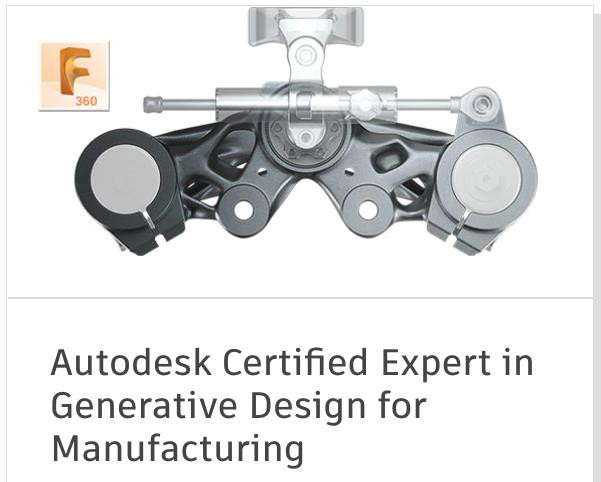 F
360
Autodesk Certified Expert in
Generative Design for
Manufacturing